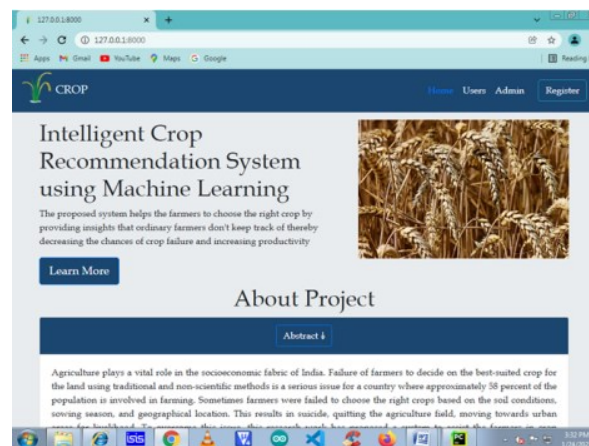 127.0.0.1:8000
127.0.0.1:8000
Apps Gmail YouTube Maps Google Reading
CROP Home Users Admin Register
Intelligent Crop
Recommendation System
using Machine Learning
The proposed system helps the farmers to choose the right crop by
providing insights that ordinary farmers don't keep track of thereby
decreasing the chances of crop failure and increasing productivity
Learn More
About Project
Abstract ↓
Agriculture plays a vital role in the socioeconomic fabric of India. Failure of farmers to decide on the best-suited crop for
the land using traditional and non-scientific methods is a serious issue for a country where approximately 58 percent of the
population is involved in farming. Sometimes farmers were failed to choose the right crops based on the soil conditions,
sowing season, and geographical location. This results in suicide, quitting the agriculture field, moving towards urban
isis 3:32 PM